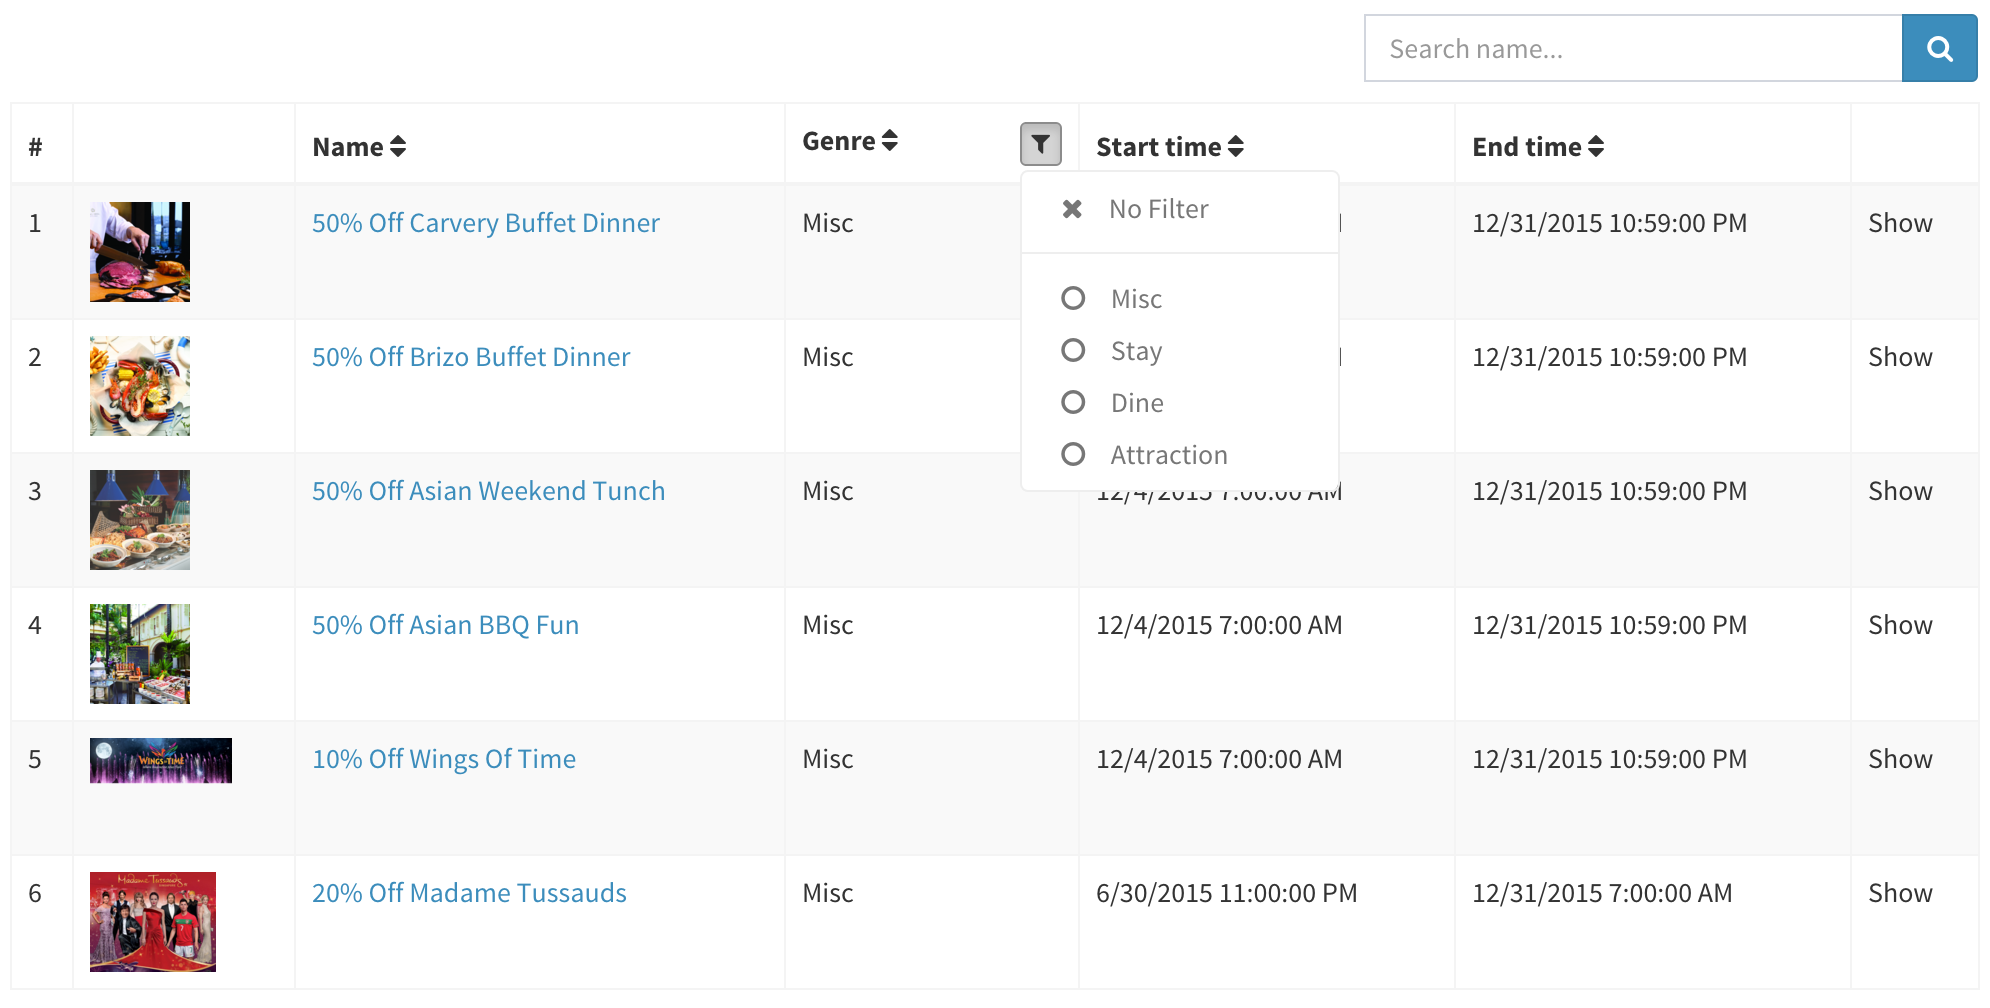 Search name...
# Name Genre Start time End time
No Filter
Misc
Stay
Dine
Attraction
1 50% Off Carvery Buffet Dinner Misc 12/31/2015 10:59:00 PM Show
2 50% Off Brizo Buffet Dinner Misc 12/31/2015 10:59:00 PM Show
3 50% Off Asian Weekend Tunch Misc 12/4/2015 7:00:00 AM 12/31/2015 10:59:00 PM Show
4 50% Off Asian BBQ Fun Misc 12/4/2015 7:00:00 AM 12/31/2015 10:59:00 PM Show
WINGS OF TIME
5 10% Off Wings Of Time Misc 12/4/2015 7:00:00 AM 12/31/2015 10:59:00 PM Show
Madame Tussauds
6 20% Off Madame Tussauds Misc 6/30/2015 11:00:00 PM 12/31/2015 7:00:00 AM Show